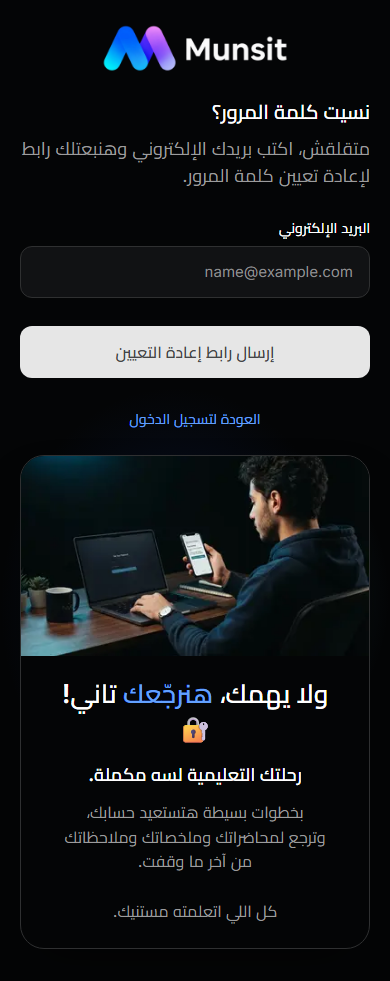 Munsit
نسيت كلمة المرور؟
متقلقش، اكتب بريدك الإلكتروني وهنبعتلك رابط
لإعادة تعيين كلمة المرور.
البريد الإلكتروني
name@example.com
إرسال رابط إعادة التعيين
العودة لتسجيل الدخول
ولا يهمك، هنرجّعك تاني!
🔐
رحلتك التعليمية لسه مكملة.
بخطوات بسيطة هتستعيد حسابك،
وترجع لمحاضراتك وملخصاتك وملاحظاتك
من آخر ما وقفت.
كل اللي اتعلمته مستنيك.